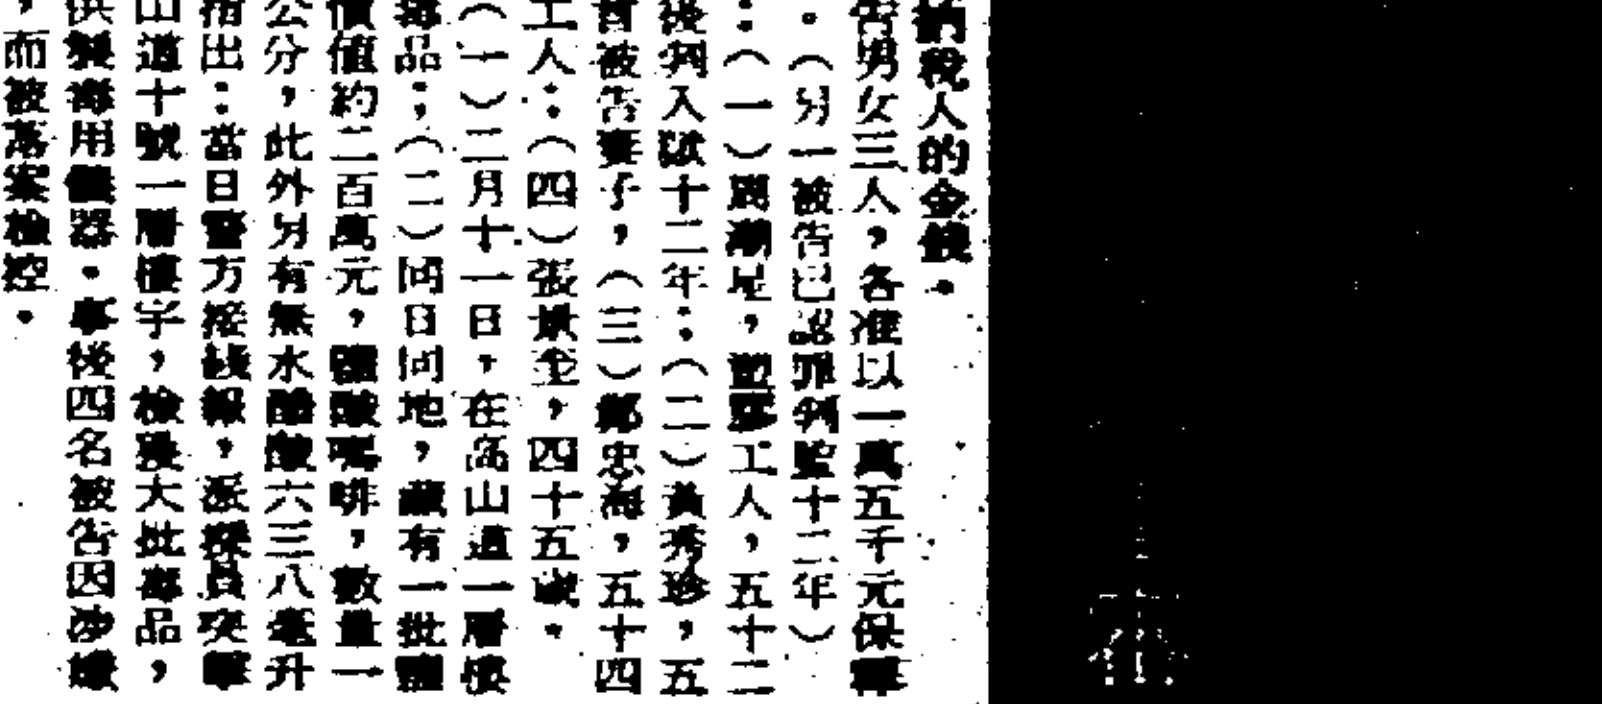 納稅人的金錢。
告男女三人，各准以一萬五千元保釋
。（另一被告已認罪判監十二年）
：（一）周潮星，塑膠工人，五十二
後判入獄十二年：（二）黃秀珍，五
曾被告妻子，（三）鄭忠海，五十四
工人：（四）張景至，四十五歲。
（一）二月十一日，在高山道一層樓
毒品；（二）同日同地，藏有一批鹽
價值約二百萬元，鹽酸嗎啡，數量一
公分，此外另有無水醋酸六三八毫升
指出：當日警方接綫報，派探員突擊
山道十號一層樓宇，檢獲大批毒品，
供製毒用儀器。事後四名被告因涉嫌
，而被落案檢控。